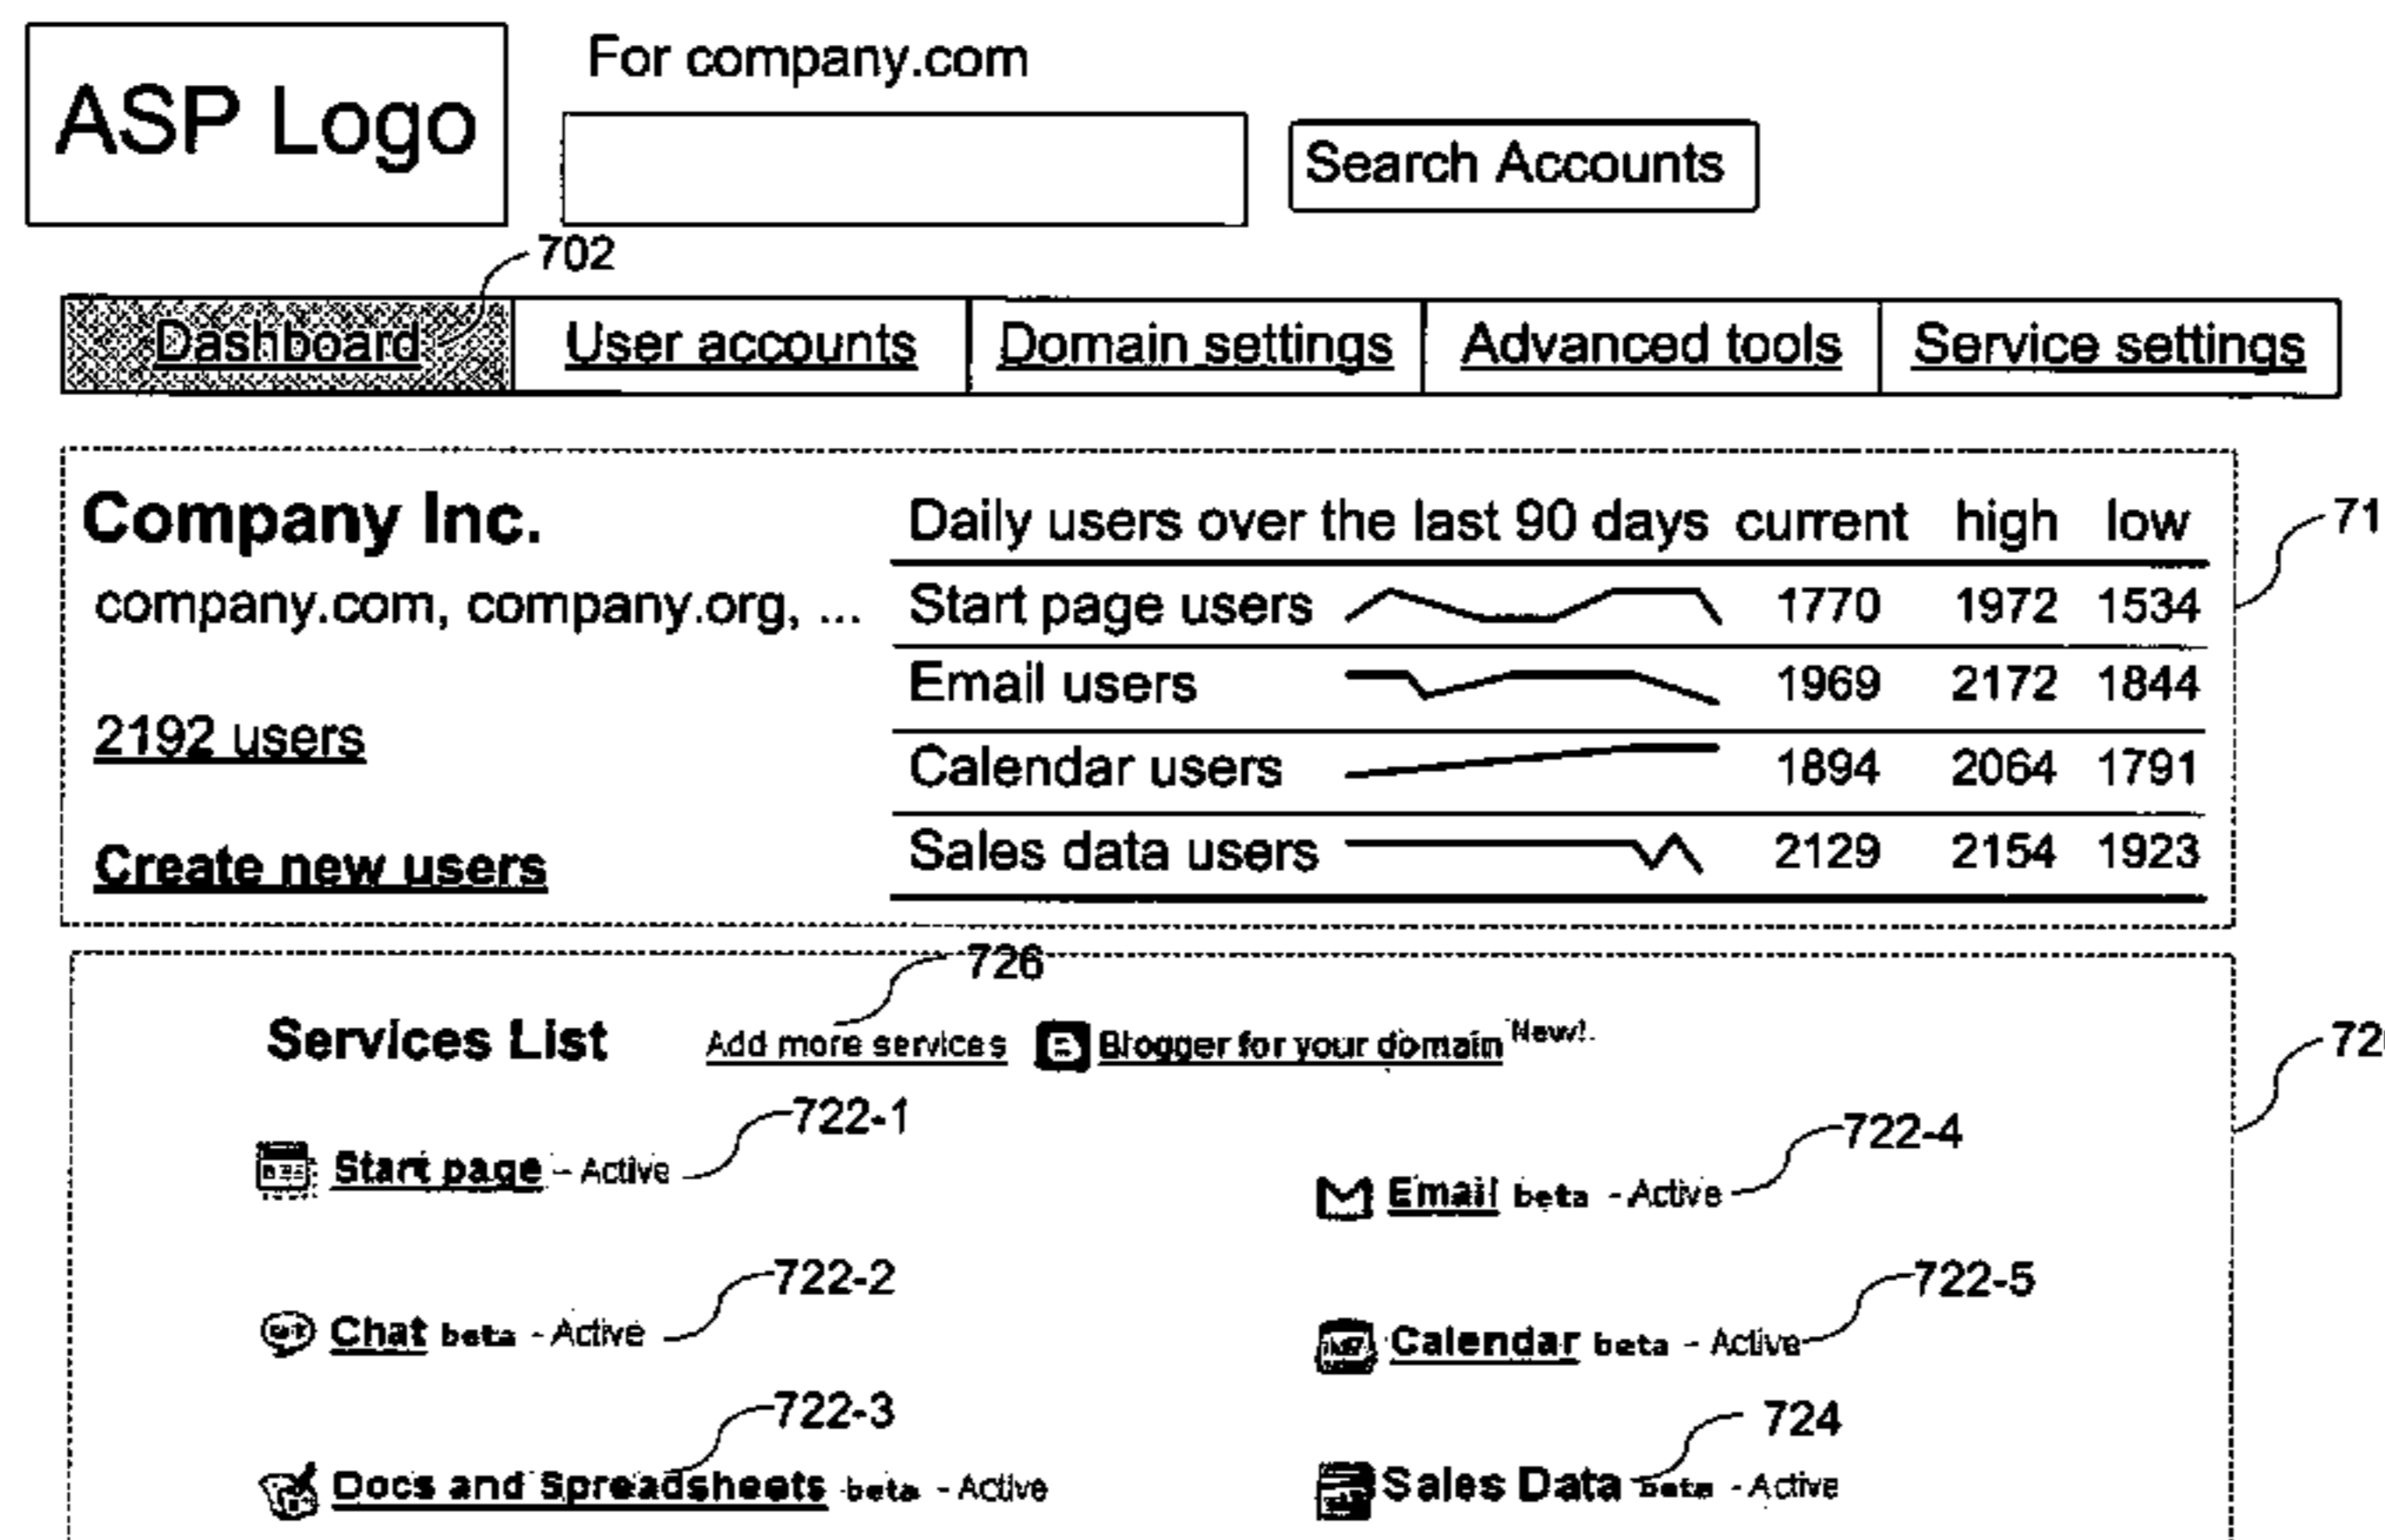 ASP Logo
For company.com
Search Accounts
702
Dashboard User accounts Domain settings Advanced tools Service settings
Company Inc. Daily users over the last 90 days current high low 71
company.com, company.org, ... Start page users 1770 1972 1534
Email users 1969 2172 1844
2192 users
Calendar users 1894 2064 1791
Create new users Sales data users 2129 2154 1923
726
Services List Add more services Blogger for your domain New! 72
722-1
722-4
Start page - Active
Email beta - Active
722-2
722-5
Chat beta - Active
Calendar beta - Active
722-3
724
Docs and Spreadsheets beta - Active
Sales Data beta - Active